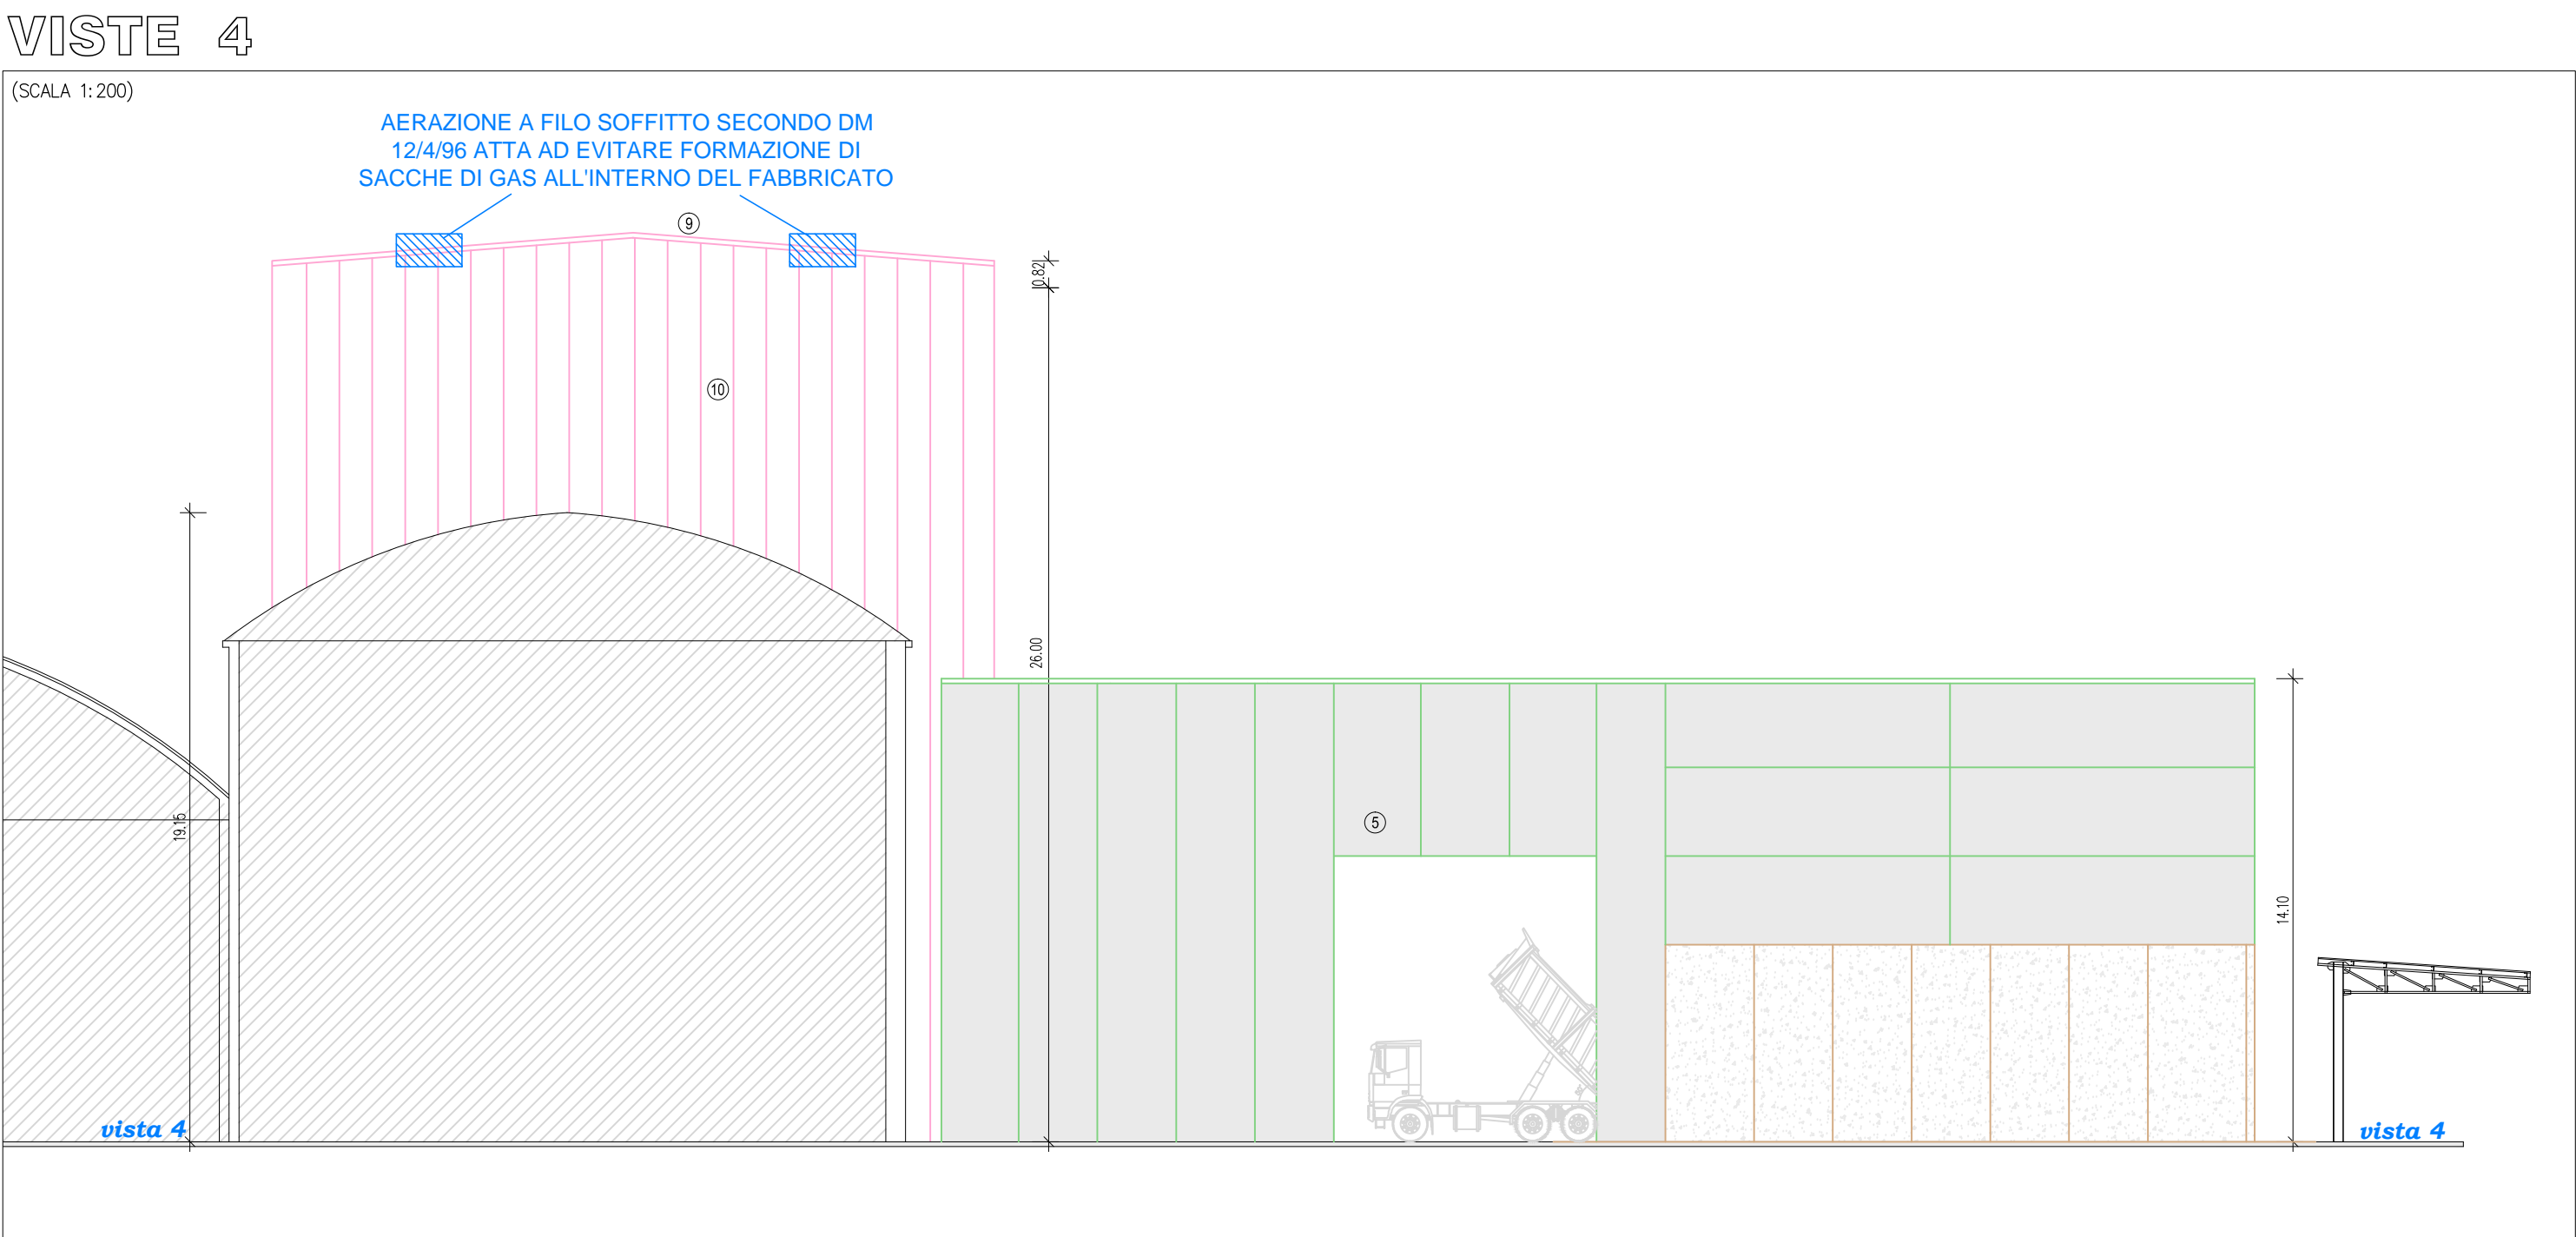 VISTE 4
(SCALA 1:200)
AERAZIONE A FILO SOFFITTO SECONDO DM
12/4/96 ATTA AD EVITARE FORMAZIONE DI
SACCHE DI GAS ALL'INTERNO DEL FABBRICATO
9
0.82
10
26.00
19.15
5
14.10
vista 4
vista 4